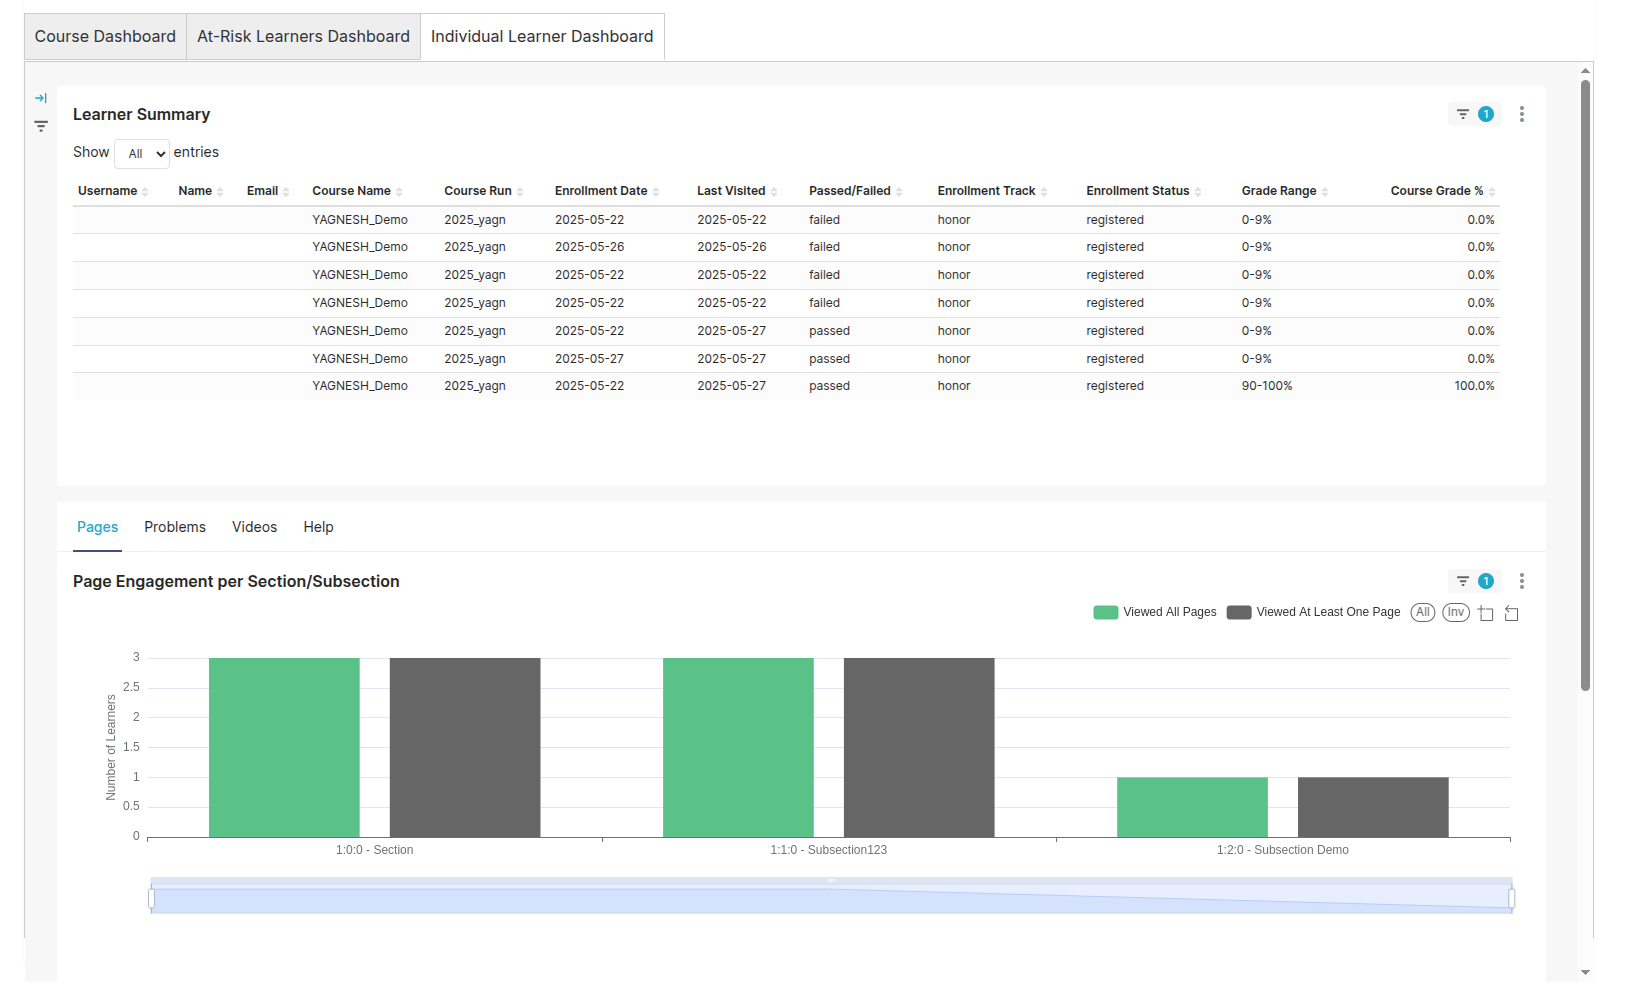 Course Dashboard At-Risk Learners Dashboard Individual Learner Dashboard
Learner Summary 1
Show All entries
Username Name Email Course Name Course Run Enrollment Date Last Visited Passed/Failed Enrollment Track Enrollment Status Grade Range Course Grade %
YAGNESH_Demo 2025_yagn 2025-05-22 2025-05-22 failed honor registered 0-9% 0.0%
YAGNESH_Demo 2025_yagn 2025-05-26 2025-05-26 failed honor registered 0-9% 0.0%
YAGNESH_Demo 2025_yagn 2025-05-22 2025-05-22 failed honor registered 0-9% 0.0%
YAGNESH_Demo 2025_yagn 2025-05-22 2025-05-22 failed honor registered 0-9% 0.0%
YAGNESH_Demo 2025_yagn 2025-05-22 2025-05-27 passed honor registered 0-9% 0.0%
YAGNESH_Demo 2025_yagn 2025-05-27 2025-05-27 passed honor registered 0-9% 0.0%
YAGNESH_Demo 2025_yagn 2025-05-22 2025-05-27 passed honor registered 90-100% 100.0%
Pages Problems Videos Help
Page Engagement per Section/Subsection 1
Viewed All Pages Viewed At Least One Page All Inv
Number of Learners
3
2.5
2
1.5
1
0.5
0
1:0:0 - Section 1:1:0 - Subsection123 1:2:0 - Subsection Demo